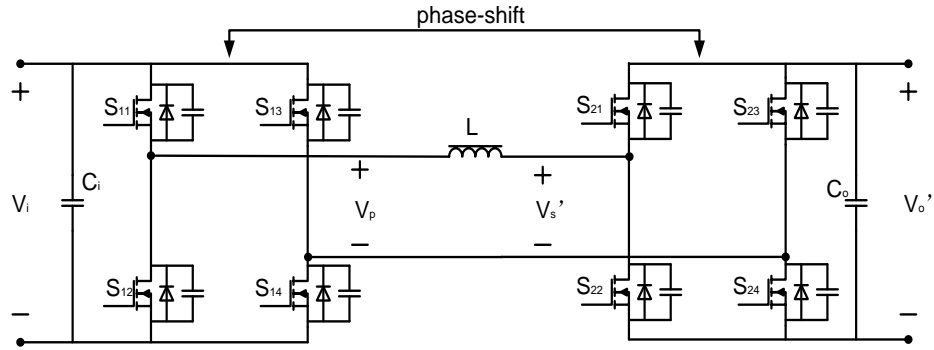 phase-shift
+
+
S11
S13
S21
S23
L
+
+
Ci
Co
Vi
Vp
Vs'
Vo'
−
−
S12
S14
S22
S24
−
−